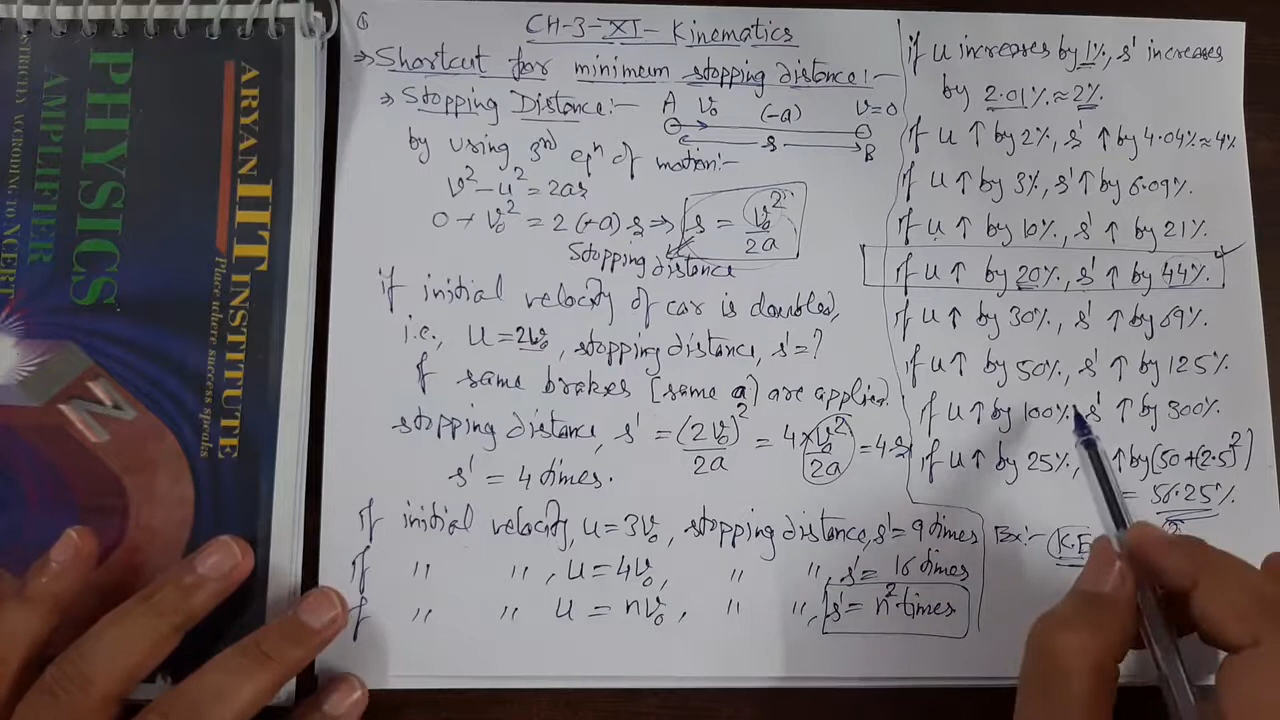 PHYSICS
AMPLIFIER
STRICTLY ACCRODING TO NCERT
ARYAN IIT INSTITUTE
Place where success speaks
①
CH-3-XI- Kinematics
⇒ Shortcut for minimum stopping distance:-
⇒ Stopping Distance:-
A v₀ (-a) v=0
s B
by using 3rd eqn of motion:-
v²-u² = 2as
0-v₀² = 2(-a)s ⇒ s = v₀²/2a
Stopping distance
if initial velocity of car is doubled,
i.e., u=2v₀, stopping distance, s'=?
if same brakes [same a] are applied.
stopping distance, s' = (2v₀)²/2a = 4×v₀²/2a = 4s
s' = 4 times.
if initial velocity, u=3v₀, stopping distance, s'= 9 times
if " ", u=4v₀, " ", s'= 16 times
if " " u = nv₀, " ", s'= n² times
if u increases by 1%, s' increases
by 2.01% ≈ 2%.
if u ↑ by 2%, s' ↑ by 4.04% ≈ 4%
if u ↑ by 3%, s' ↑ by 6.09%.
if u ↑ by 10%, s' ↑ by 21%.
if u ↑ by 20%, s' ↑ by 44%.
if u ↑ by 30%, s' ↑ by 69%.
if u ↑ by 50%, s' ↑ by 125%.
if u ↑ by 100%, s' ↑ by 300%.
if u ↑ by 25%, ↑ by (50+(2.5)²)
= 56.25%.
Ex:- K.E